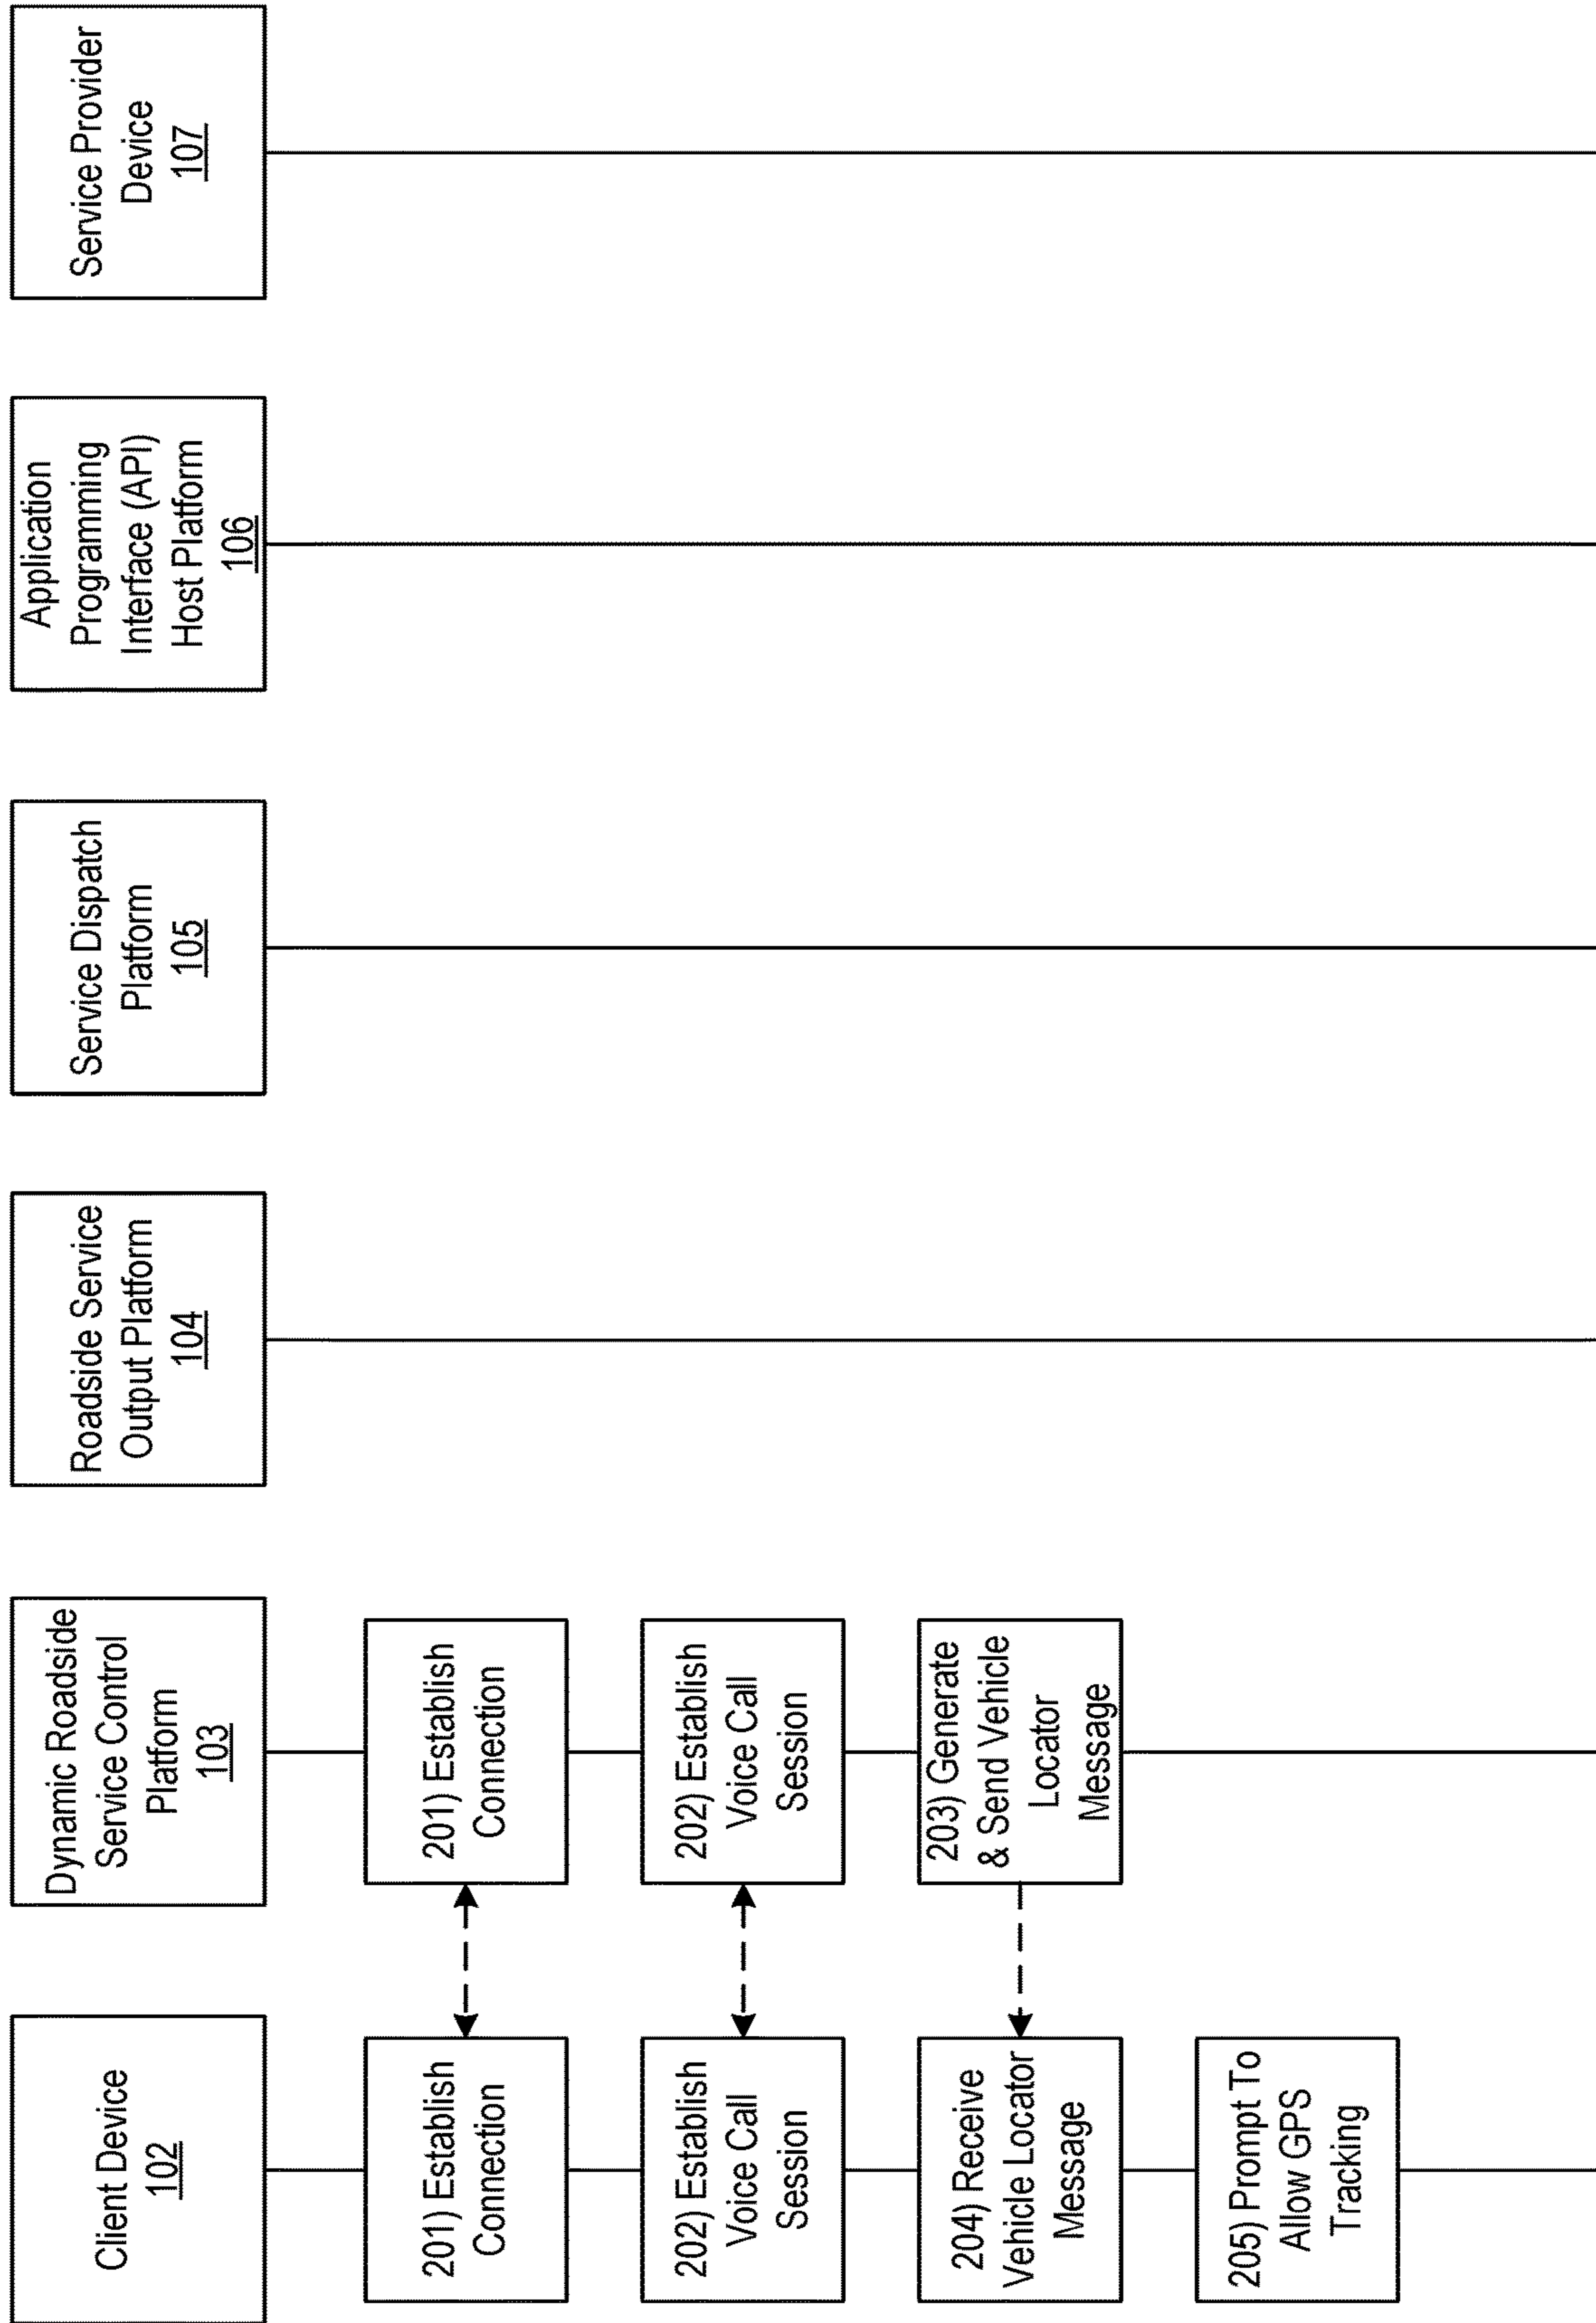 Client Device
102
Dynamic Roadside
Service Control
Platform
103
Roadside Service
Output Platform
104
Service Dispatch
Platform
105
Application
Programming
Interface (API)
Host Platform
106
Service Provider
Device
107
201) Establish
Connection
201) Establish
Connection
202) Establish
Voice Call
Session
202) Establish
Voice Call
Session
204) Receive
Vehicle Locator
Message
203) Generate
& Send Vehicle
Locator
Message
205) Prompt To
Allow GPS
Tracking